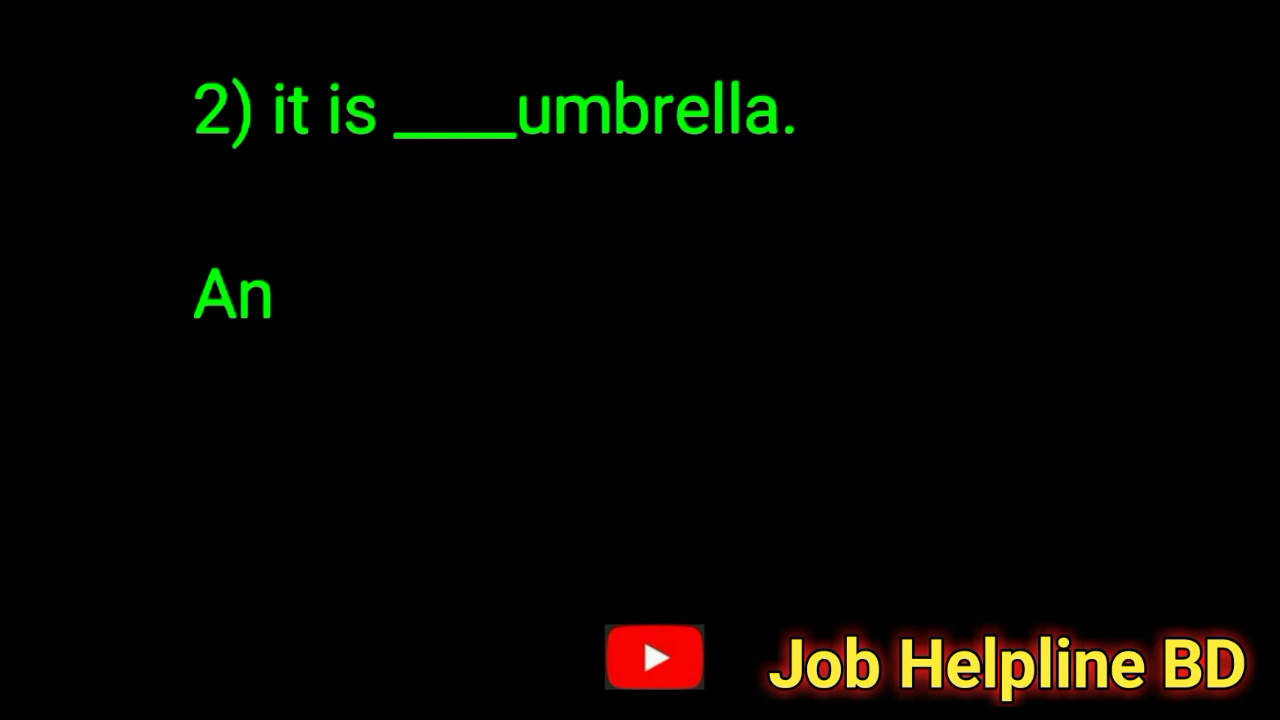 2) it is ____umbrella.
An
Job Helpline BD